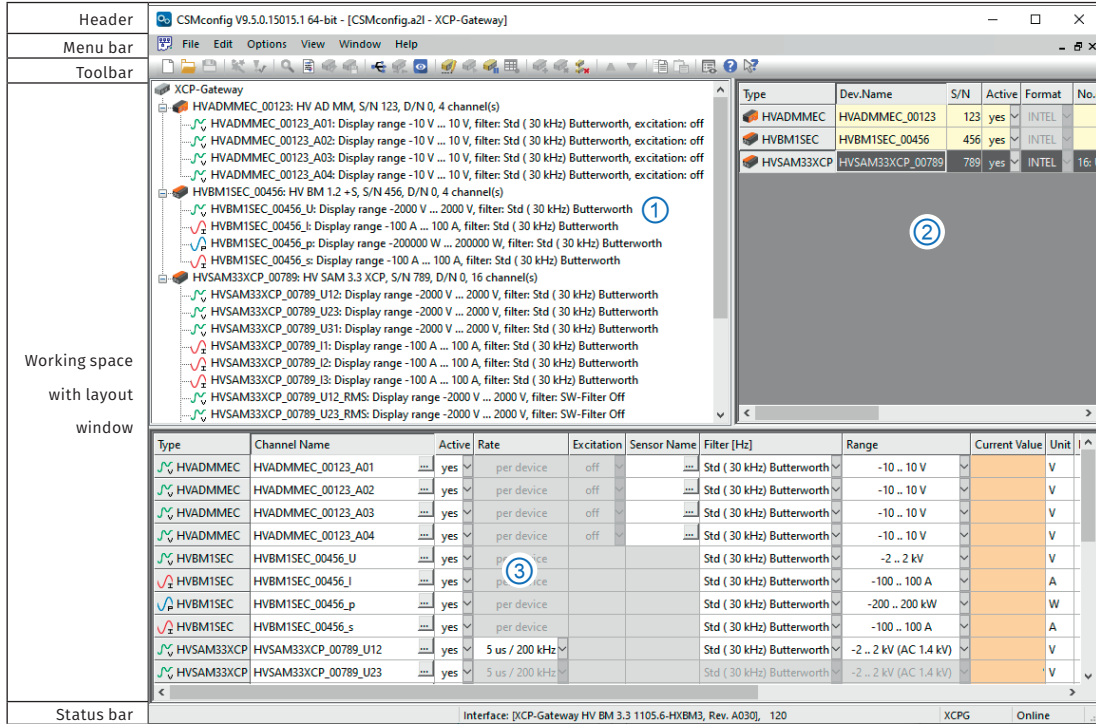 Header
CSMconfig V9.5.0.15015.1 64-bit - [CSMconfig.a2l - XCP-Gateway]
Menu bar
File Edit Options View Window Help
Toolbar
XCP-Gateway
HVADMMEC_00123: HV AD MM, S/N 123, D/N 0, 4 channel(s)
HVADMMEC_00123_A01: Display range -10 V ... 10 V, filter: Std ( 30 kHz) Butterworth, excitation: off
HVADMMEC_00123_A02: Display range -10 V ... 10 V, filter: Std ( 30 kHz) Butterworth, excitation: off
HVADMMEC_00123_A03: Display range -10 V ... 10 V, filter: Std ( 30 kHz) Butterworth, excitation: off
HVADMMEC_00123_A04: Display range -10 V ... 10 V, filter: Std ( 30 kHz) Butterworth, excitation: off
HVBM1SEC_00456: HV BM 1.2 +S, S/N 456, D/N 0, 4 channel(s)
HVBM1SEC_00456_U: Display range -2000 V ... 2000 V, filter: Std ( 30 kHz) Butterworth
1
HVBM1SEC_00456_I: Display range -100 A ... 100 A, filter: Std ( 30 kHz) Butterworth
HVBM1SEC_00456_p: Display range -200000 W ... 200000 W, filter: Std ( 30 kHz) Butterworth
HVBM1SEC_00456_s: Display range -100 A ... 100 A, filter: Std ( 30 kHz) Butterworth
HVSAM33XCP_00789: HV SAM 3.3 XCP, S/N 789, D/N 0, 16 channel(s)
HVSAM33XCP_00789_U12: Display range -2000 V ... 2000 V, filter: Std ( 30 kHz) Butterworth
HVSAM33XCP_00789_U23: Display range -2000 V ... 2000 V, filter: Std ( 30 kHz) Butterworth
HVSAM33XCP_00789_U31: Display range -2000 V ... 2000 V, filter: Std ( 30 kHz) Butterworth
HVSAM33XCP_00789_I1: Display range -100 A ... 100 A, filter: Std ( 30 kHz) Butterworth
HVSAM33XCP_00789_I2: Display range -100 A ... 100 A, filter: Std ( 30 kHz) Butterworth
HVSAM33XCP_00789_I3: Display range -100 A ... 100 A, filter: Std ( 30 kHz) Butterworth
HVSAM33XCP_00789_U12_RMS: Display range -2000 V ... 2000 V, filter: SW-Filter Off
HVSAM33XCP_00789_U23_RMS: Display range -2000 V ... 2000 V, filter: SW-Filter Off
Type Dev.Name S/N Active Format No.
HVADMMEC HVADMMEC_00123 123 yes INTEL
HVBM1SEC HVBM1SEC_00456 456 yes INTEL
HVSAM33XCP HVSAM33XCP_00789 789 yes INTEL 16:
2
Working space
with layout
window
Type Channel Name Active Rate Excitation Sensor Name Filter [Hz] Range Current Value Unit
HVADMMEC HVADMMEC_00123_A01 ... yes per device off ... Std ( 30 kHz) Butterworth -10 .. 10 V V
HVADMMEC HVADMMEC_00123_A02 ... yes per device off ... Std ( 30 kHz) Butterworth -10 .. 10 V V
HVADMMEC HVADMMEC_00123_A03 ... yes per device off ... Std ( 30 kHz) Butterworth -10 .. 10 V V
HVADMMEC HVADMMEC_00123_A04 ... yes per device off ... Std ( 30 kHz) Butterworth -10 .. 10 V V
HVBM1SEC HVBM1SEC_00456_U ... yes per device Std ( 30 kHz) Butterworth -2 .. 2 kV V
3
HVBM1SEC HVBM1SEC_00456_I ... yes per device Std ( 30 kHz) Butterworth -100 .. 100 A A
HVBM1SEC HVBM1SEC_00456_p ... yes per device Std ( 30 kHz) Butterworth -200 .. 200 kW W
HVBM1SEC HVBM1SEC_00456_s ... yes per device Std ( 30 kHz) Butterworth -100 .. 100 A A
HVSAM33XCP HVSAM33XCP_00789_U12 ... yes 5 us / 200 kHz Std ( 30 kHz) Butterworth -2 .. 2 kV (AC 1.4 kV) V
HVSAM33XCP HVSAM33XCP_00789_U23 ... yes 5 us / 200 kHz Std ( 30 kHz) Butterworth -2 .. 2 kV (AC 1.4 kV) V
Status bar
Interface: [XCP-Gateway HV BM 3.3 1105.6-HXBM3, Rev. A030], 120 XCPG Online